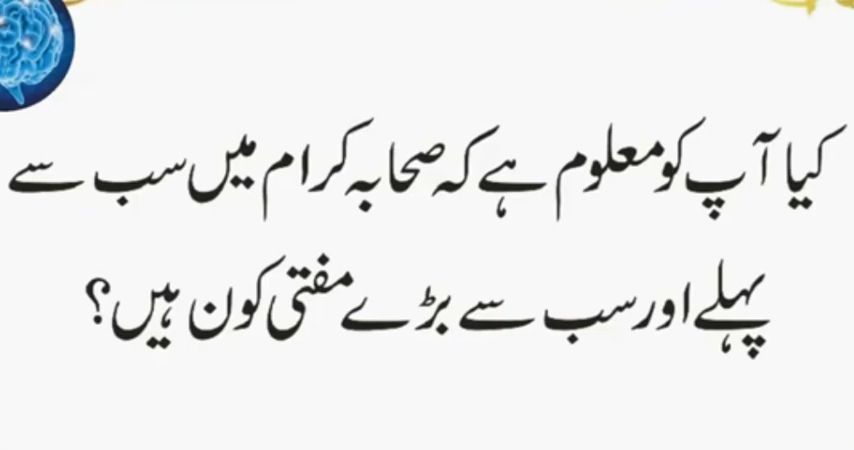 کیا آپ کو معلوم ہے کہ صحابہ کرام میں سب سے
پہلے اور سب سے بڑے مفتی کون ہیں؟